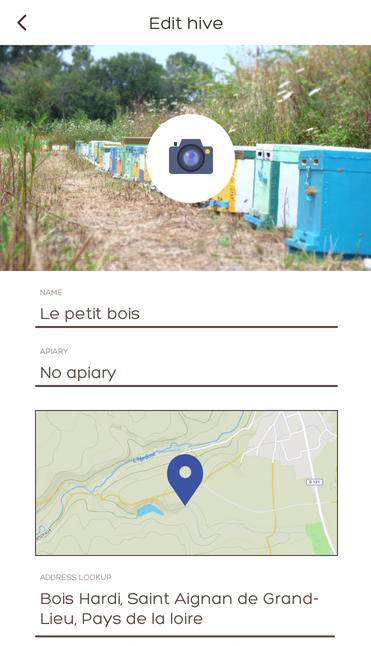 Edit hive
NAME
Le petit bois
APIARY
No apiary
D 131
ADDRESS LOOKUP
Bois Hardi, Saint Aignan de Grand-
Lieu, Pays de la loire